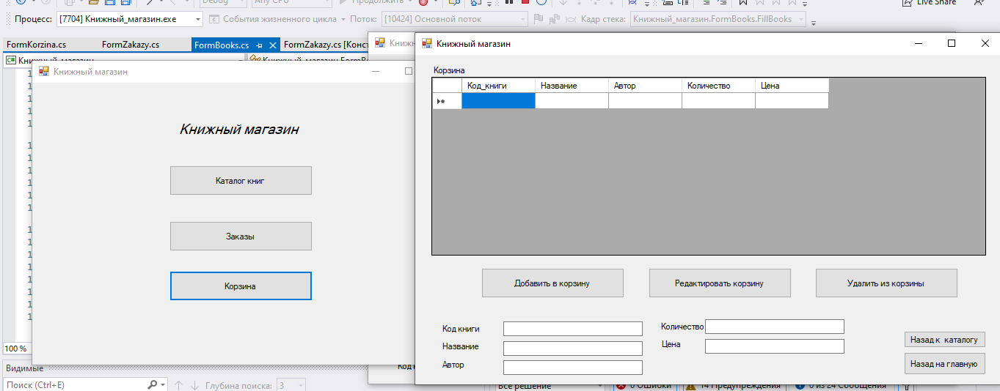 Debug
Any CPU
Продолжить
Live Share
Процесс: [7704] Книжный_магазин.exe
События жизненного цикла
Поток: [10424] Основной поток
Кадр стека: Книжный_магазин.FormBooks.FillBooks
FormKorzina.cs
FormZakazy.cs
FormBooks.cs
FormZakazy.cs [Конст
C# Книжный_магазин
Книжный_магазин.FormBo
Книжный магазин
Книжный магазин
Каталог книг
Заказы
Корзина
100 %
Видимые
Поиск (Ctrl+E)
Глубина поиска: 3
Книжн
Книжный магазин
Корзина
Код_книги
Название
Автор
Количество
Цена
Добавить в корзину
Редактировать корзину
Удалить из корзины
Код книги
Название
Автор
Количество
Цена
Назад к каталогу
Назад на главную
Все решение
0 Ошибки
14 Предупреждения
0 из 24 Сообщения